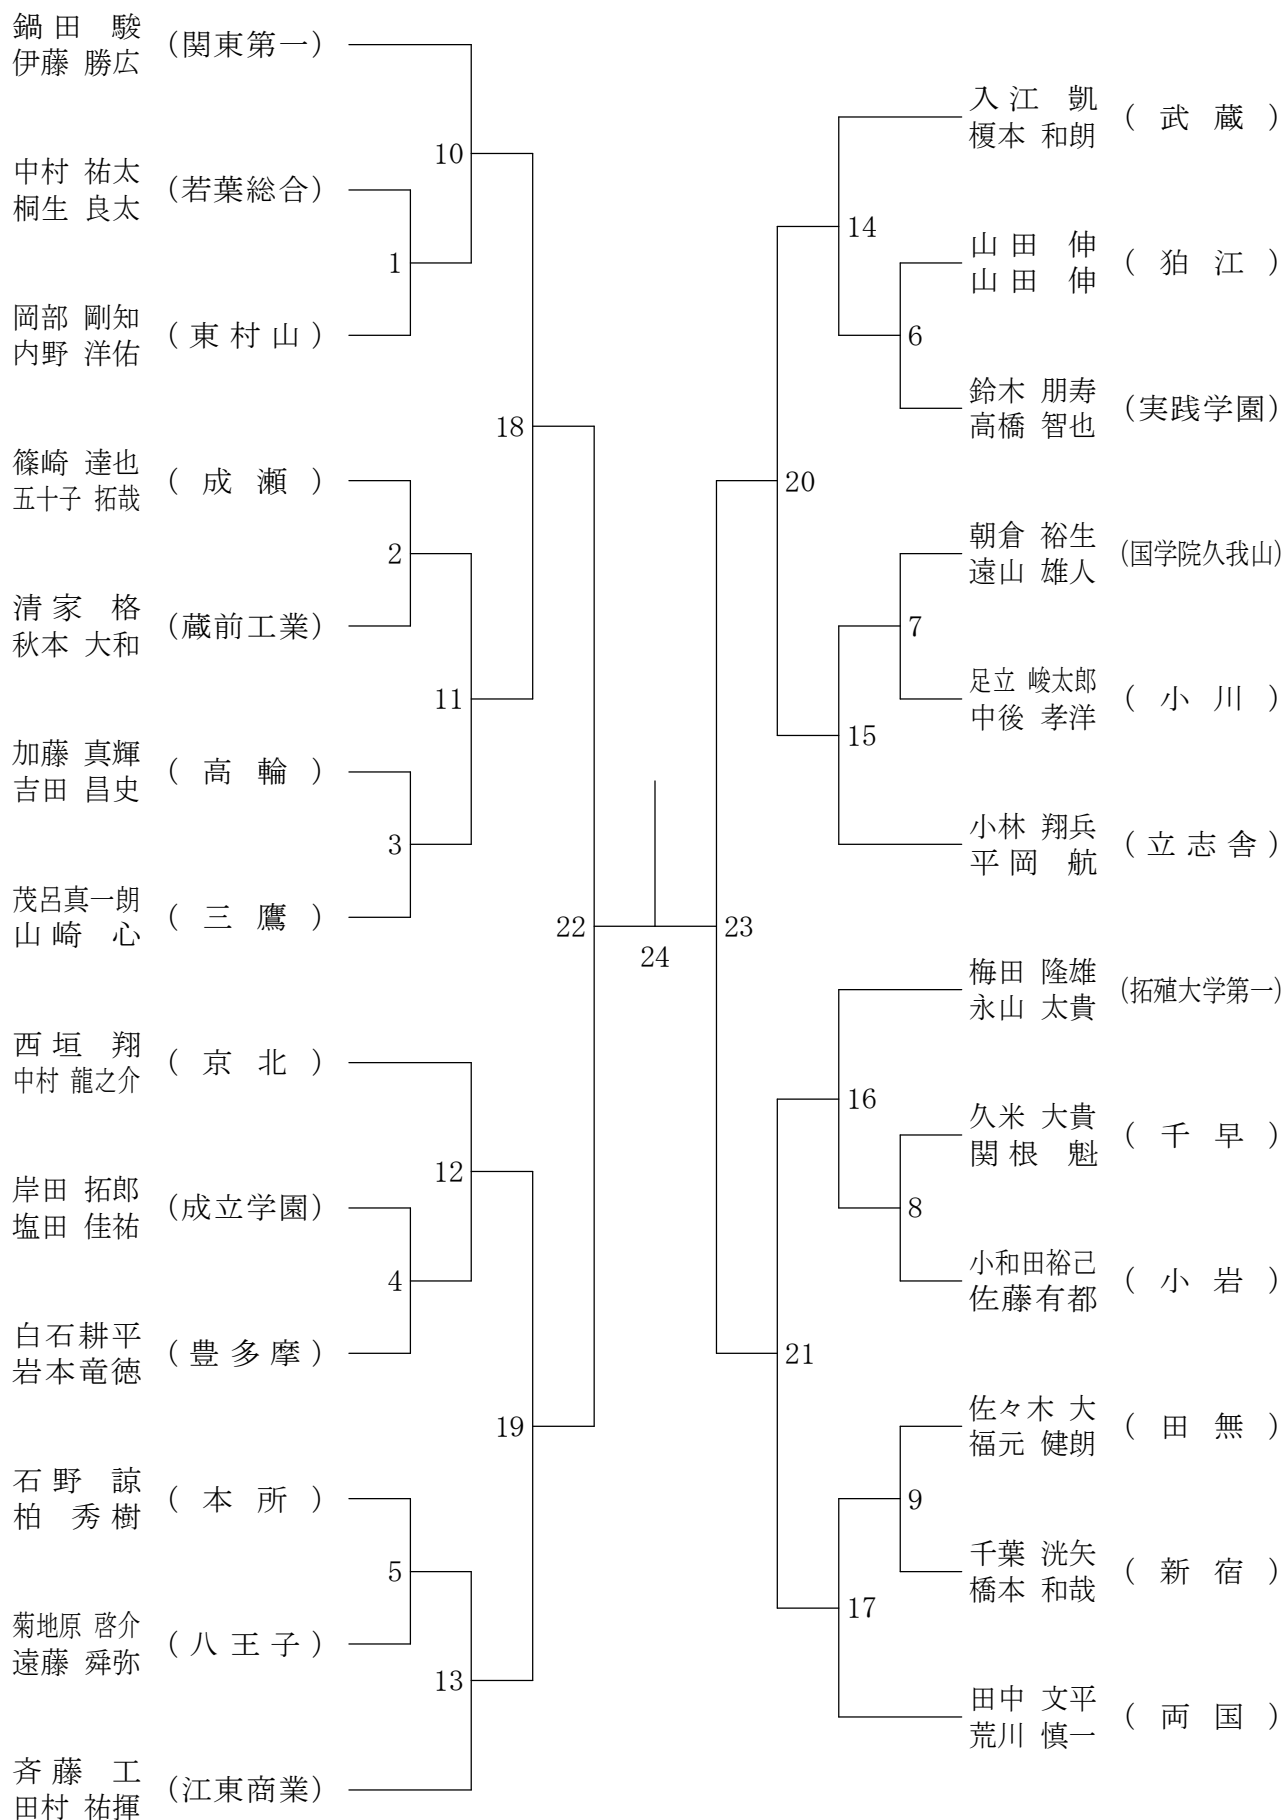 鍋田 駿
伊藤 勝広
(関東第一)
中村 祐太
桐生 良太
(若葉総合)
岡部 剛知
内野 洋佑
(東村山)
篠崎 達也
五十子 拓哉
(成瀬)
清家 格
秋本 大和
(蔵前工業)
加藤 真輝
吉田 昌史
(高輪)
茂呂真一朗
山崎 心
(三鷹)
西垣 翔
中村 龍之介
(京北)
岸田 拓郎
塩田 佳祐
(成立学園)
白石耕平
岩本竜徳
(豊多摩)
石野 諒
柏 秀樹
(本所)
菊地原 啓介
遠藤 舜弥
(八王子)
斉藤 工
田村 祐揮
(江東商業)
1
2
3
4
5
10
11
12
13
18
19
22
24
23
20
21
14
15
16
17
6
7
8
9
入江 凱
榎本 和朗
(武蔵)
山田 伸
山田 伸
(狛江)
鈴木 朋寿
高橋 智也
(実践学園)
朝倉 裕生
遠山 雄人
(国学院久我山)
足立 峻太郎
中後 孝洋
(小川)
小林 翔兵
平岡 航
(立志舎)
梅田 隆雄
永山 太貴
(拓殖大学第一)
久米 大貴
関根 魁
(千早)
小和田裕己
佐藤有都
(小岩)
佐々木 大
福元 健朗
(田無)
千葉 洸矢
橋本 和哉
(新宿)
田中 文平
荒川 慎一
(両国)